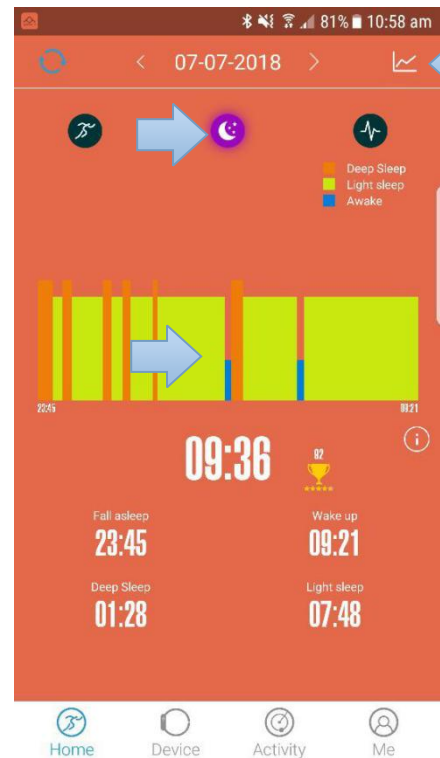 81% 10:58 am
< 07-07-2018 >
Deep Sleep
Light sleep
Awake
23:45 09:21
09:36 92
Fall asleep Wake up
23:45 09:21
Deep Sleep Light sleep
01:28 07:48
Home Device Activity Me